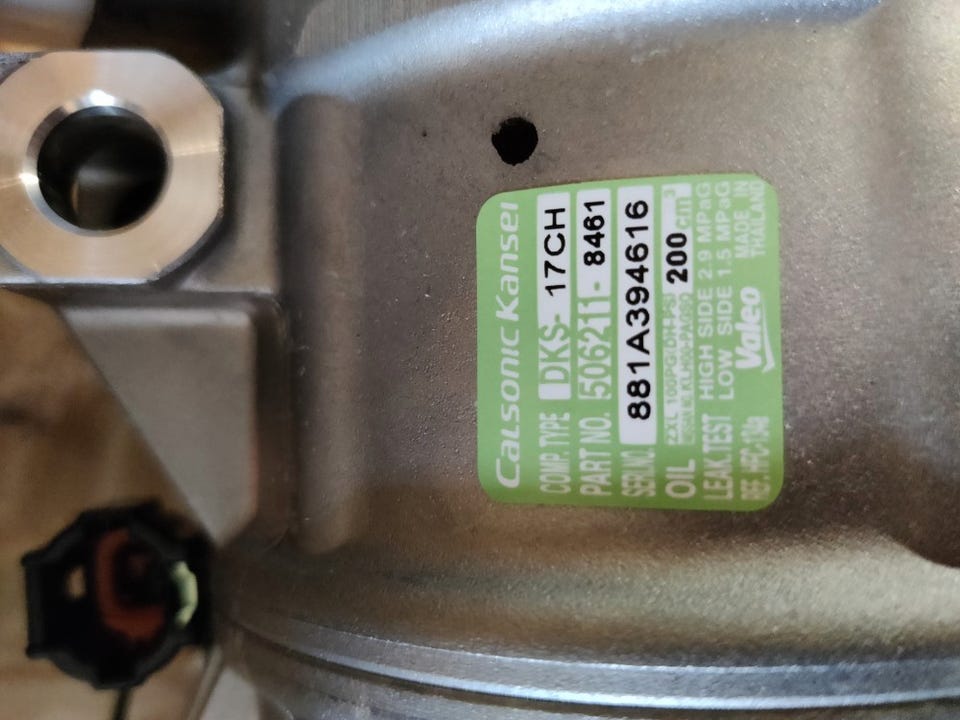 Calsonic Kansei
COMP. TYPE DKS- 17CH
PART NO. 506211- 8461
SERI.NO. 881A394616
OIL 200 cm³
LEAK.TEST HIGH SIDE 2.9 MPaG
LOW SIDE 1.5 MPaG
REF. HFC-134a
MADE IN
THAILAND
Valeo